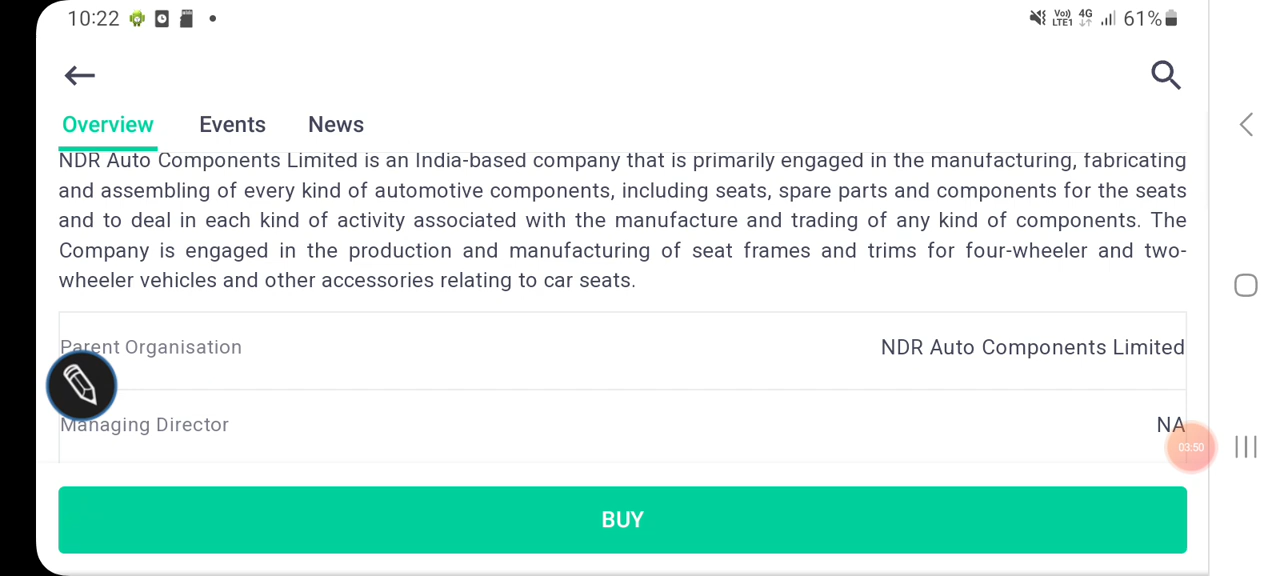 10:22
Vo)) 4G 61%
LTE1
Overview Events News
NDR Auto Components Limited is an India-based company that is primarily engaged in the manufacturing, fabricating
and assembling of every kind of automotive components, including seats, spare parts and components for the seats
and to deal in each kind of activity associated with the manufacture and trading of any kind of components. The
Company is engaged in the production and manufacturing of seat frames and trims for four-wheeler and two-
wheeler vehicles and other accessories relating to car seats.
Parent Organisation NDR Auto Components Limited
Managing Director NA
03:50
BUY